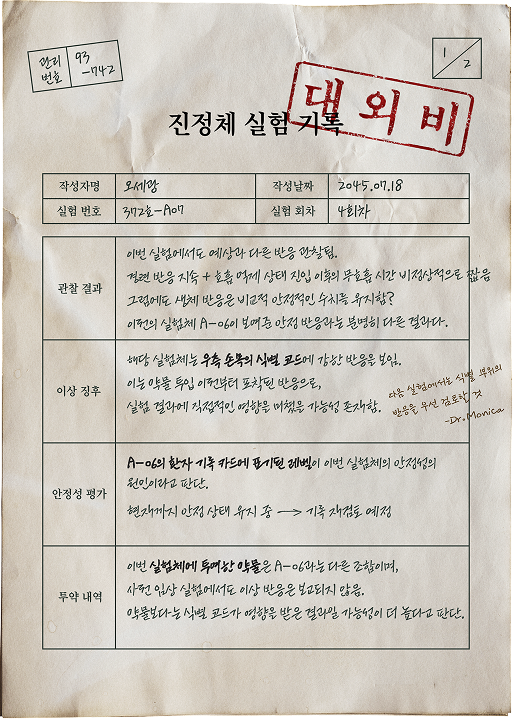 관리
번호
93
-742
1/2
대외비
진정체 실험 기록
작성자명 오세광 작성날짜 2045.07.18
실험 번호 372호-A07 실험 회차 4회차
관찰 결과
이번 실험에서도 예상과 다른 반응 관찰됨.
경련 반응 지속 + 호흡 억제 상태 진입 이후의 무호흡 시간 비정상적으로 짧음
그럼에도 생체 반응은 비교적 안정적인 수치를 유지함?
이전의 실험체 A-06이 보여준 안정 반응과는 분명히 다른 결과다.
이상 징후
해당 실험체는 우측 손목의 식별 코드에 강한 반응을 보임.
이는 약물 투입 이전부터 포착된 반응으로,
실험 결과에 직접적인 영향을 미쳤을 가능성 존재함.
다음 실험에서는 식별 부위의
반응을 우선 검토할 것
-Dr.Monica
안정성 평가
A-06의 환자 기록 카드에 표기된 레벨이 이번 실험체의 안정성의
원인이라고 판단.
현재까지 안정 상태 유지 중 → 기록 재검토 예정
투약 내역
이번 실험체에 투여한 약물은 A-06과는 다른 조합이며,
사전 임상 실험에서도 이상 반응은 보고되지 않음.
약물보다는 식별 코드가 영향을 받은 결과일 가능성이 더 높다고 판단.